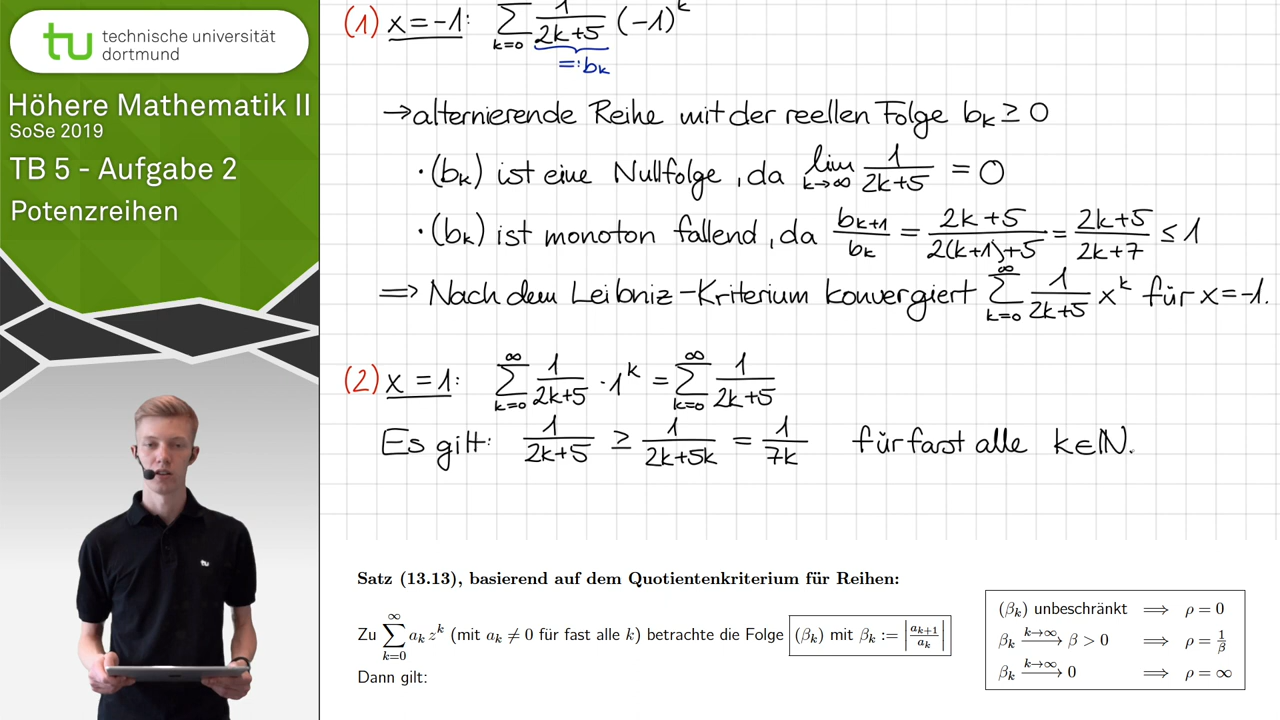 tu technische universität
dortmund
Höhere Mathematik II
SoSe 2019
TB 5 - Aufgabe 2
Potenzreihen
(1) x=-1: ∑_{k=0} 1/(2k+5) (-1)^k
=: b_k
→ alternierende Reihe mit der reellen Folge b_k ≥ 0
• (b_k) ist eine Nullfolge, da lim_{k→∞} 1/(2k+5) = 0
• (b_k) ist monoton fallend, da b_{k+1}/b_k = (2k+5)/(2(k+1)+5) = (2k+5)/(2k+7) ≤ 1
⟹ Nach dem Leibniz-Kriterium konvergiert ∑_{k=0}^∞ 1/(2k+5) x^k für x=-1.
(2) x=1: ∑_{k=0}^∞ 1/(2k+5) · 1^k = ∑_{k=0}^∞ 1/(2k+5)
Es gilt: 1/(2k+5) ≥ 1/(2k+5k) = 1/(7k) für fast alle k∈ℕ.
Satz (13.13), basierend auf dem Quotientenkriterium für Reihen:
Zu ∑_{k=0}^∞ a_k z^k (mit a_k ≠ 0 für fast alle k) betrachte die Folge (β_k) mit β_k := |a_{k+1}/a_k|
Dann gilt:
(β_k) unbeschränkt ⟹ ρ = 0
β_k →^{k→∞} β > 0 ⟹ ρ = 1/β
β_k →^{k→∞} 0 ⟹ ρ = ∞
tu